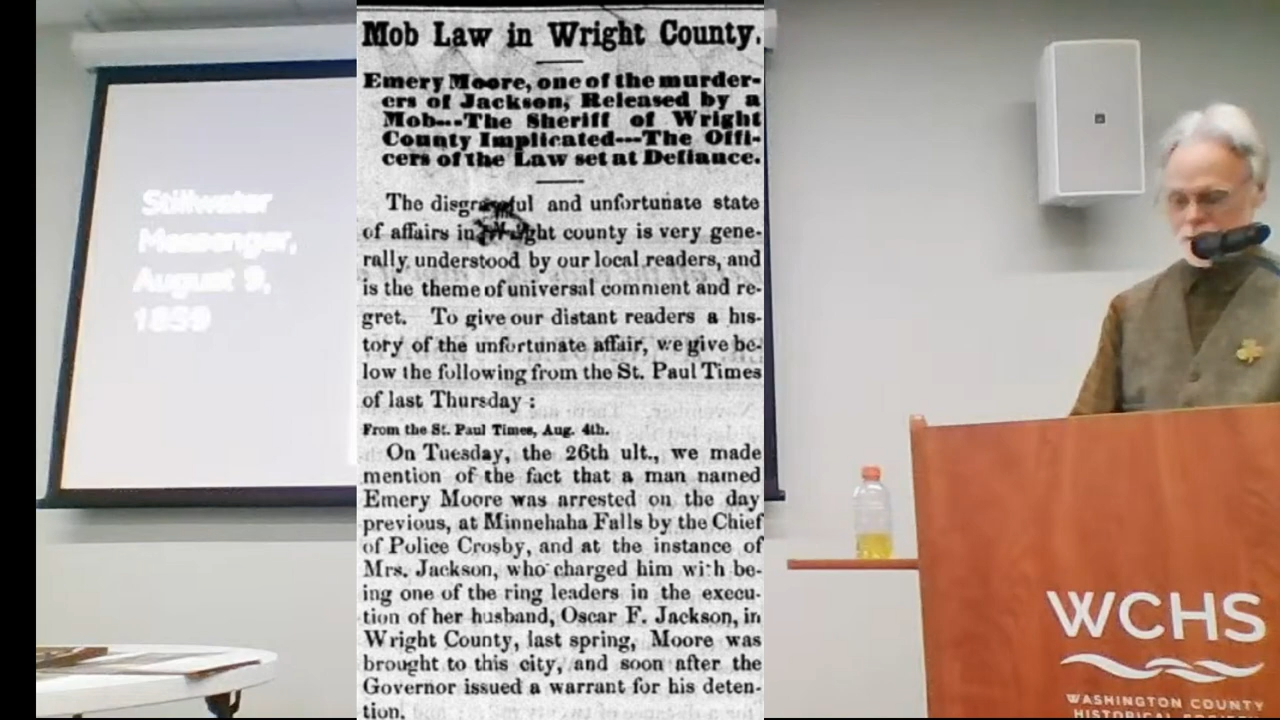 Stillwater
Messenger,
August 9,
1859
Mob Law in Wright County.
Emery Moore, one of the murder-
ers of Jackson, Released by a
Mob---The Sheriff of Wright
County Implicated---The Offi-
cers of the Law set at Defiance.
The disgraceful and unfortunate state
of affairs in Wright county is very gene-
rally understood by our local readers, and
is the theme of universal comment and re-
gret. To give our distant readers a his-
tory of the unfortunate affair, we give be-
low the following from the St. Paul Times
of last Thursday :
From the St. Paul Times, Aug. 4th.
On Tuesday, the 26th ult., we made
mention of the fact that a man named
Emery Moore was arrested on the day
previous, at Minnehaha Falls by the Chief
of Police Crosby, and at the instance of
Mrs. Jackson, who charged him with be-
ing one of the ring leaders in the execu-
tion of her husband, Oscar F. Jackson, in
Wright County, last spring, Moore was
brought to this city, and soon after the
Governor issued a warrant for his deten-
tion.
WCHS
WASHINGTON COUNTY
HISTORICAL SOCIETY